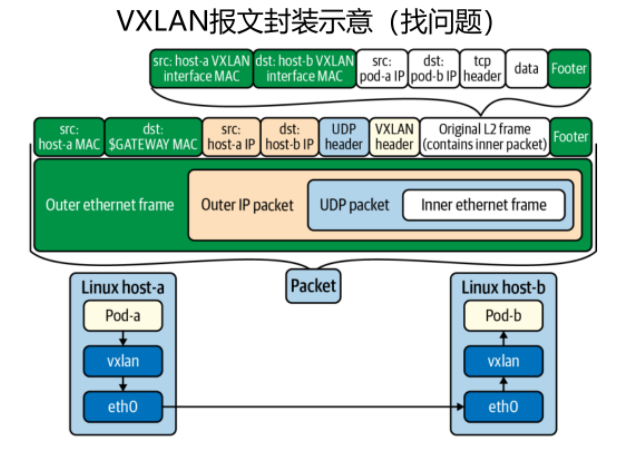 VXLAN报文封装示意（找问题）
src: host-a VXLAN
interface MAC
dst: host-b VXLAN
interface MAC
src:
pod-a IP
dst:
pod-b IP
tcp
header
data
Footer
src:
host-a MAC
dst:
$GATEWAY MAC
src:
host-a IP
dst:
host-b IP
UDP
header
VXLAN
header
Original L2 frame
(contains inner packet)
Footer
Outer ethernet frame
Outer IP packet
UDP packet
Inner ethernet frame
Packet
Linux host-a
Pod-a
vxlan
eth0
Linux host-b
Pod-b
vxlan
eth0